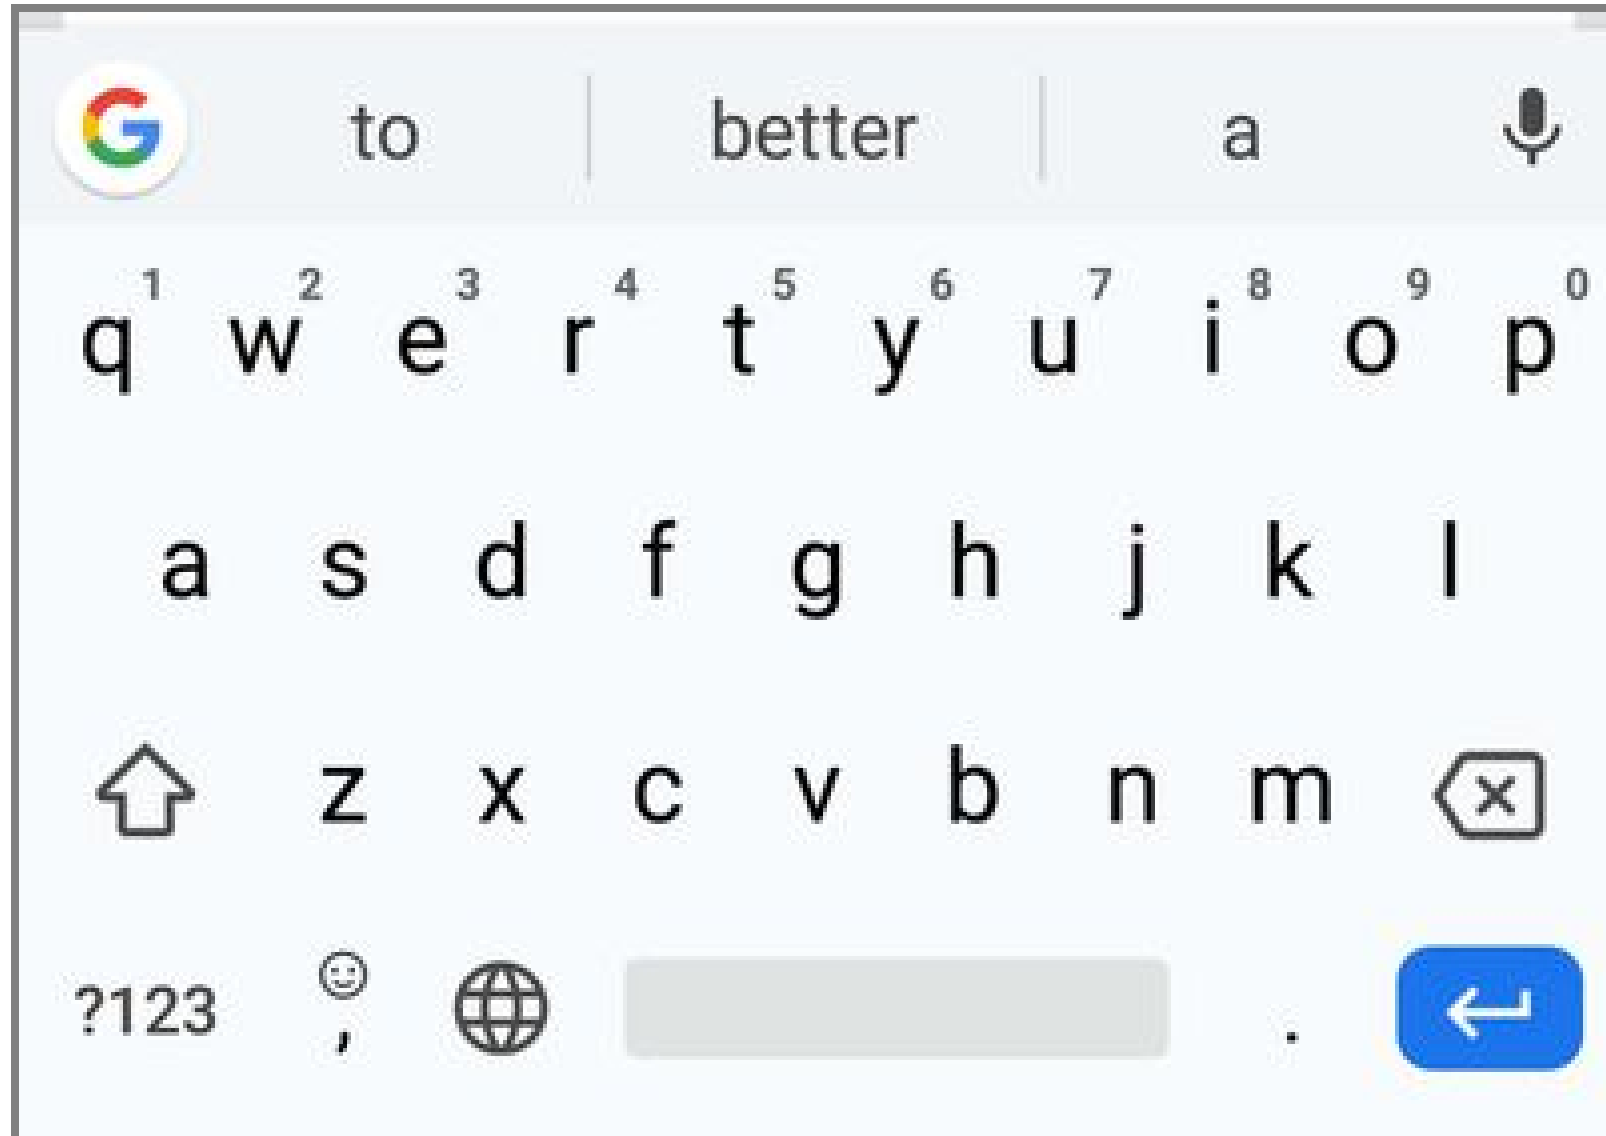 G to better a
1 2 3 4 5 6 7 8 9 0
q w e r t y u i o p
a s d f g h j k l
z x c v b n m
?123 , .